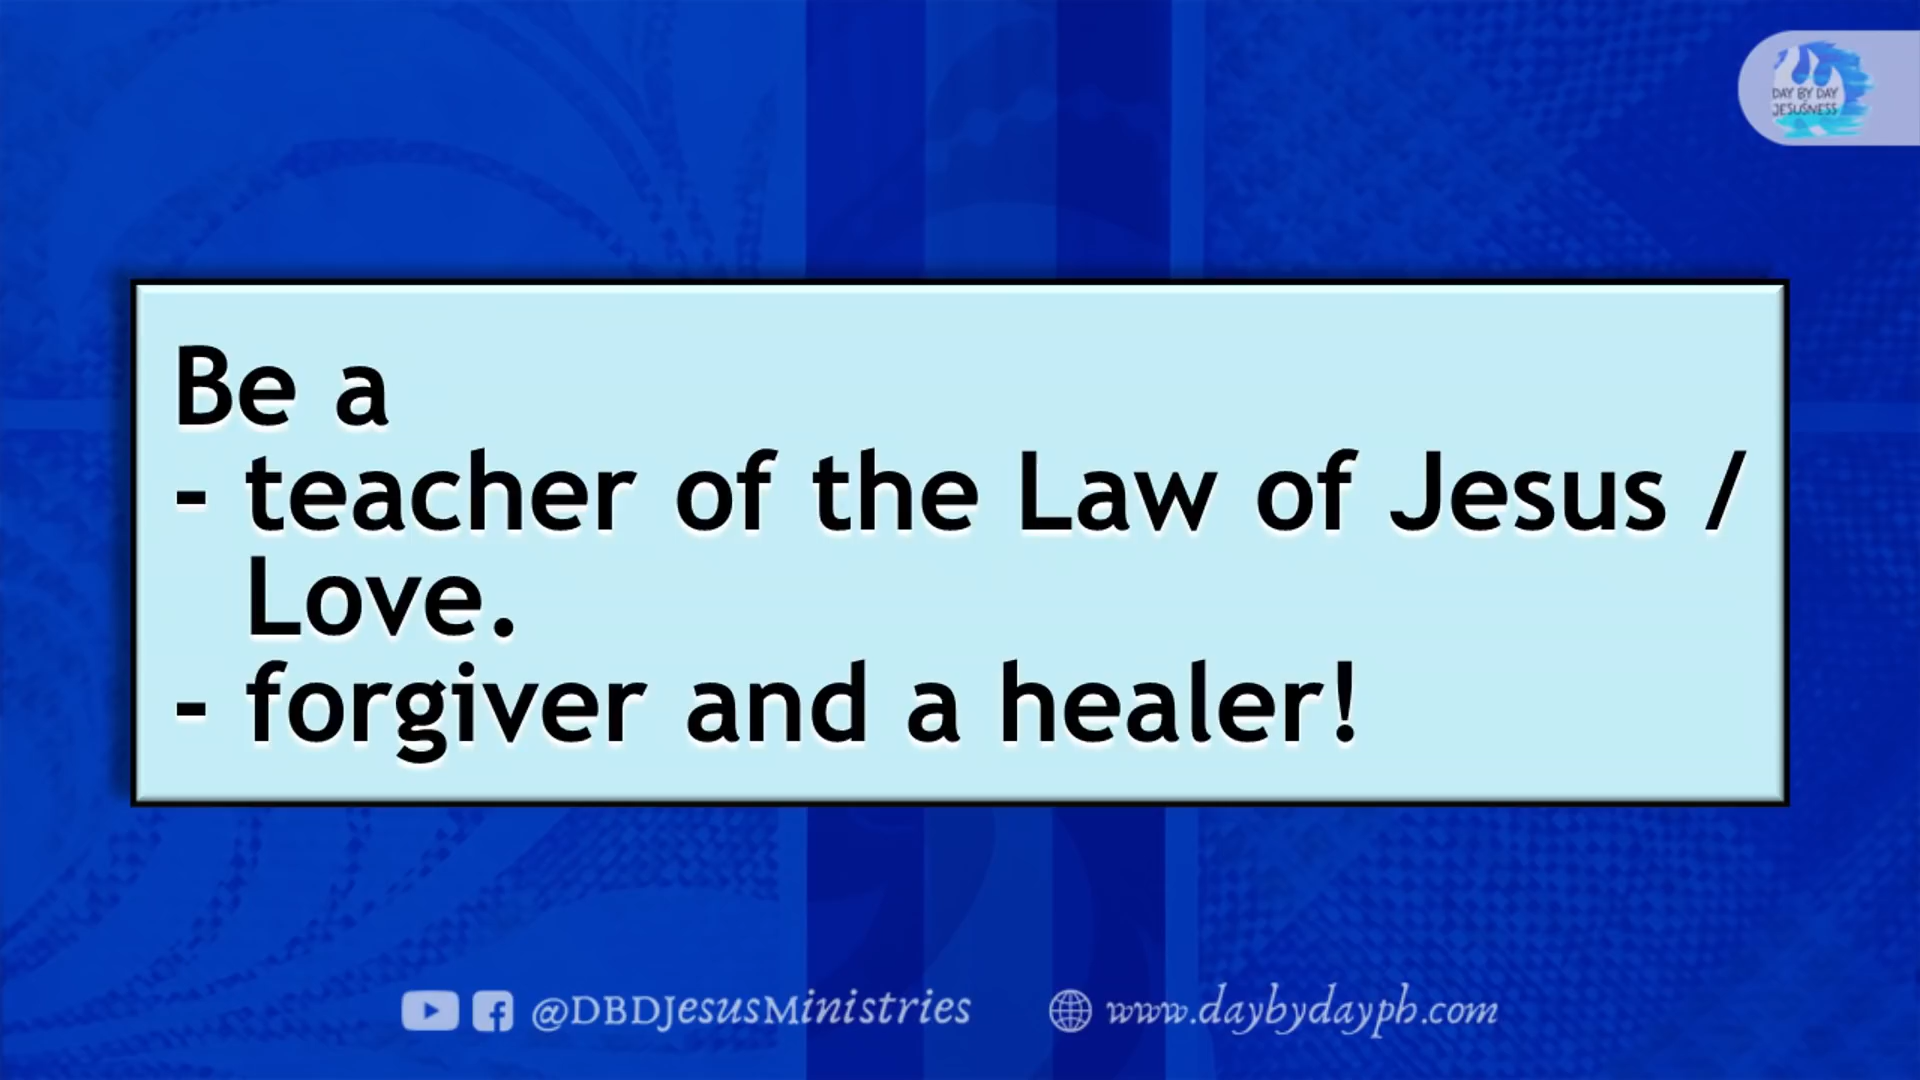 DAY BY DAY
JESUSNESS
Be a
- teacher of the Law of Jesus /
Love.
- forgiver and a healer!
@DBDJesusMinistries
www.daybydayph.com